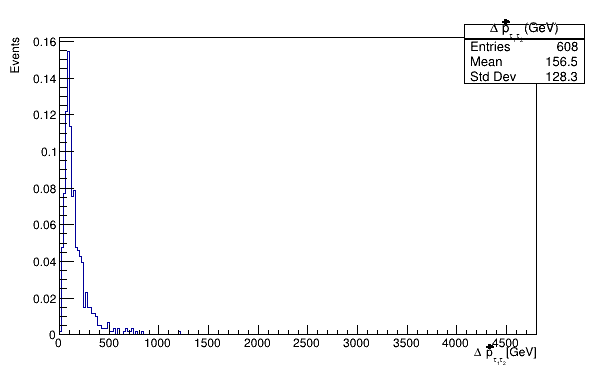 Δ p⃗τ₁τ₂ (GeV)
Entries 608
Mean 156.5
Std Dev 128.3
Events
0.16
0.14
0.12
0.1
0.08
0.06
0.04
0.02
0
0 500 1000 1500 2000 2500 3000 3500 4000 4500
Δ p⃗τ₁τ₂ [GeV]